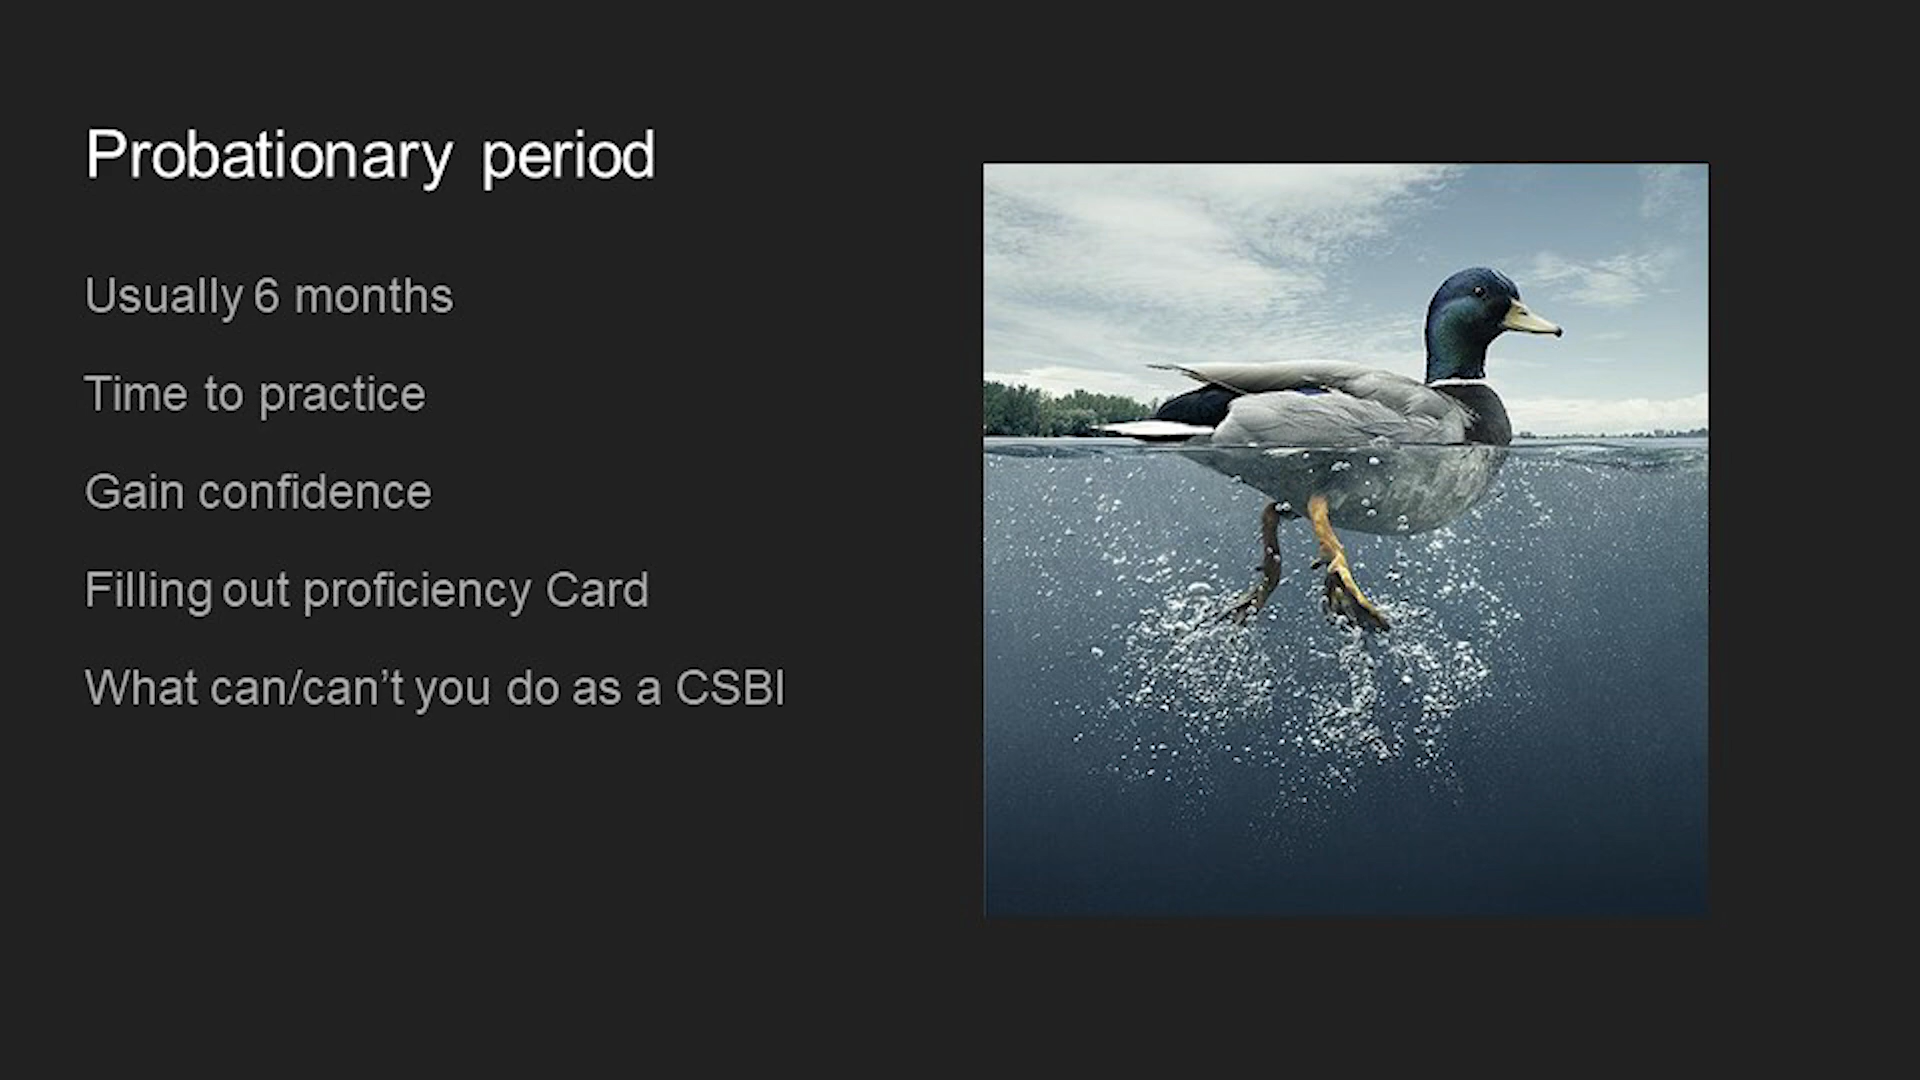 Probationary period
Usually 6 months
Time to practice
Gain confidence
Filling out proficiency Card
What can/can’t you do as a CSBI